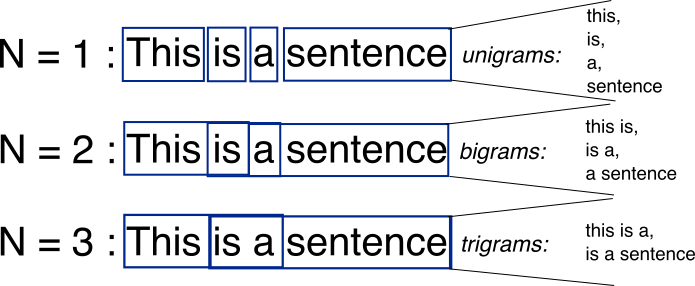 N = 1 : This is a sentence unigrams:
this,
is,
a,
sentence
N = 2 : This is a sentence bigrams:
this is,
is a,
a sentence
N = 3 : This is a sentence trigrams:
this is a,
is a sentence